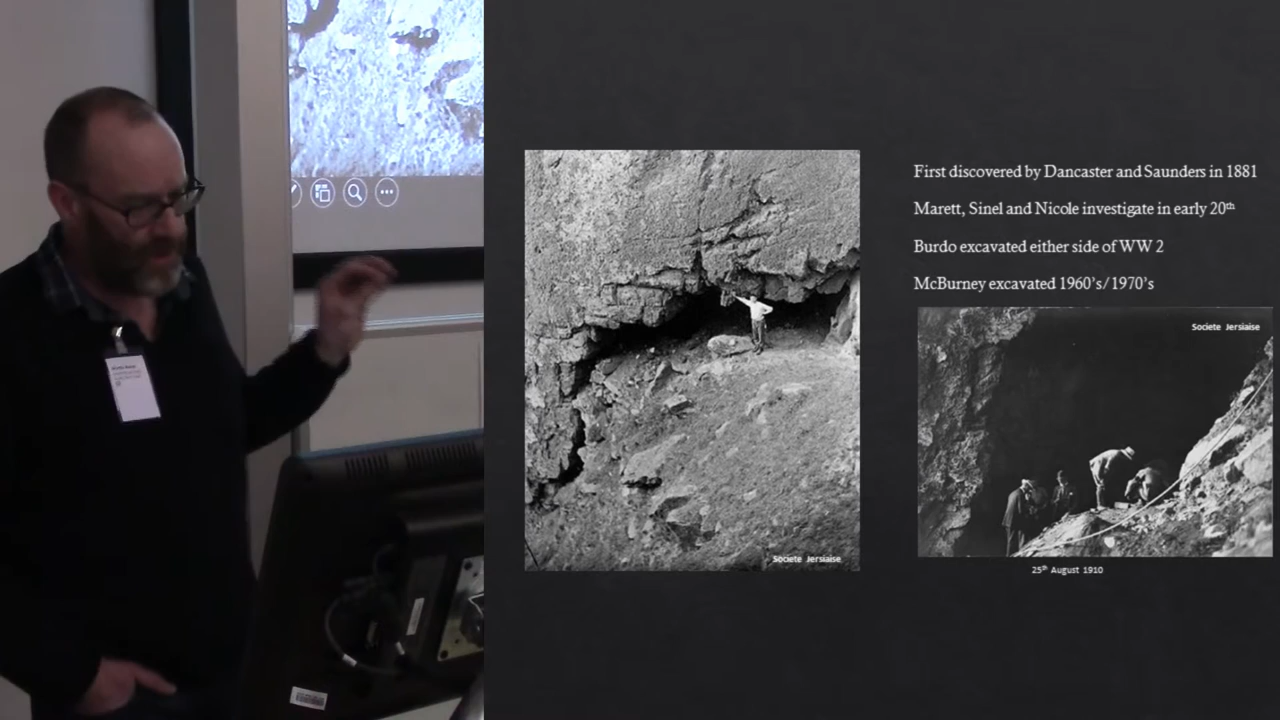 First discovered by Dancaster and Saunders in 1881
Marett, Sinel and Nicole investigate in early 20th
Burdo excavated either side of WW 2
McBurney excavated 1960's/1970's
Societe Jersiaise
Societe Jersiaise
25th August 1910